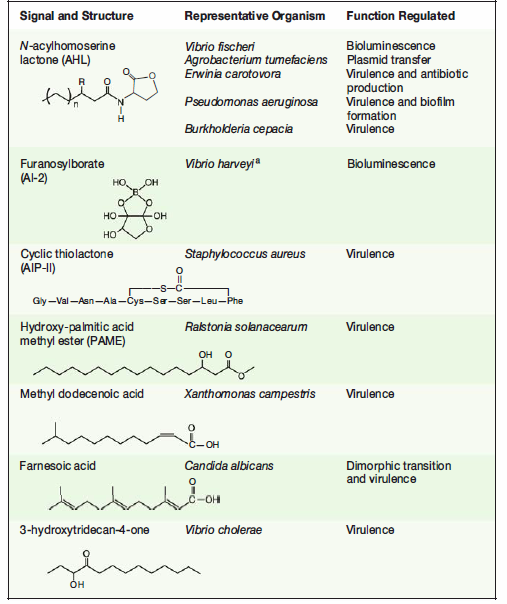 Signal and Structure Representative Organism Function Regulated
N-acylhomoserine Vibrio fischeri Bioluminescence
lactone (AHL) Agrobacterium tumefaciens Plasmid transfer
Erwinia carotovora Virulence and antibiotic
production
R O O O
Pseudomonas aeruginosa Virulence and biofilm
formation
n N
H
Burkholderia cepacia Virulence
Furanosylborate Vibrio harveyi a Bioluminescence
(AI-2)
HO OH
B
O O
HO OH
HO O
Cyclic thiolactone Staphylococcus aureus Virulence
(AIP-II)
O
S—C
Gly—Val—Asn—Ala—Cys—Ser—Ser—Leu—Phe
Hydroxy-palmitic acid Ralstonia solanacearum Virulence
methyl ester (PAME)
OH O
O
Methyl dodecenoic acid Xanthomonas campestris Virulence
O
C—OH
Farnesoic acid Candida albicans Dimorphic transition
and virulence
O
C—OH
3-hydroxytridecan-4-one Vibrio cholerae Virulence
O
OH